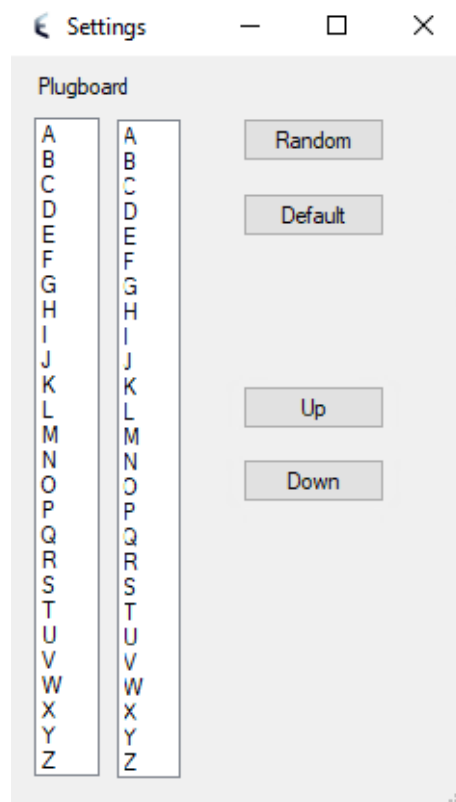 Settings
Plugboard
A A
B B
C C
D D
E E
F F
G G
H H
I I
J J
K K
L L
M M
N N
O O
P P
Q Q
R R
S S
T T
U U
V V
W W
X X
Y Y
Z Z
Random
Default
Up
Down